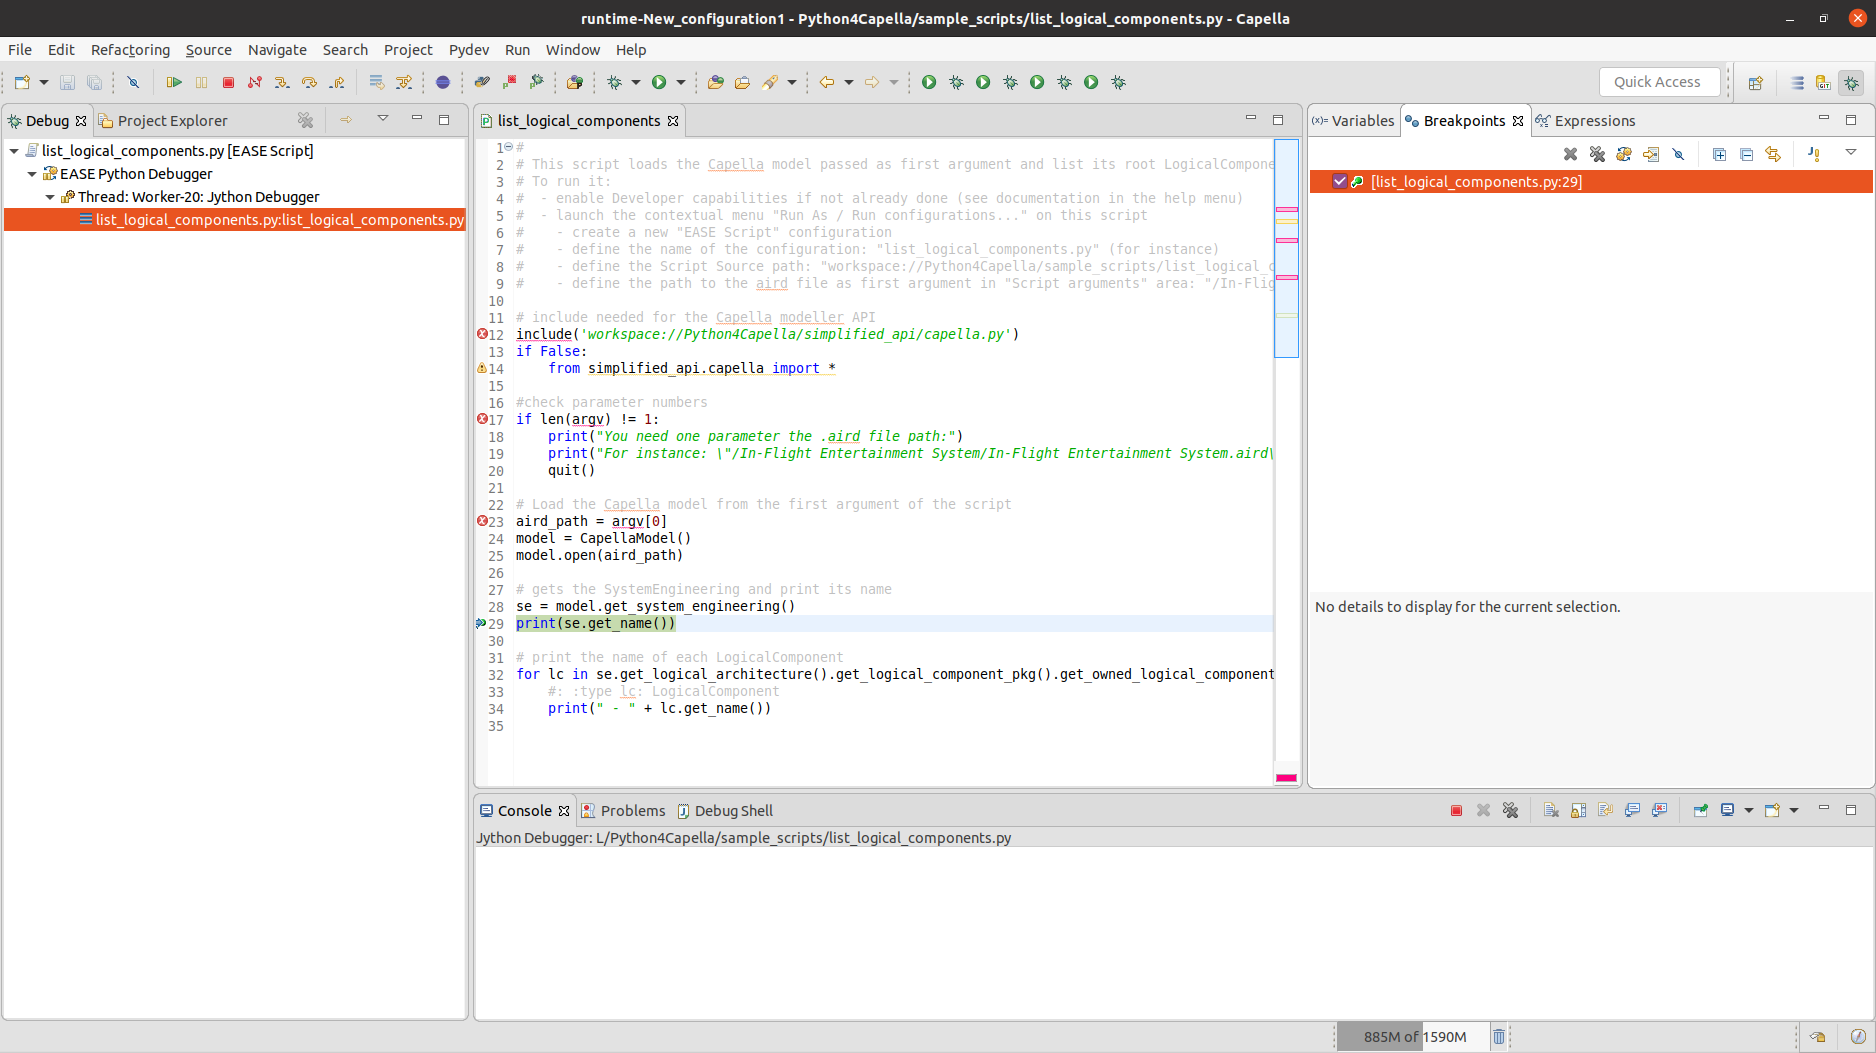 runtime-New_configuration1 - Python4Capella/sample_scripts/list_logical_components.py - Capella
File Edit Refactoring Source Navigate Search Project Pydev Run Window Help
Quick Access
Debug Project Explorer
list_logical_components.py [EASE Script]
EASE Python Debugger
Thread: Worker-20: Jython Debugger
list_logical_components.py:list_logical_components.py
list_logical_components
1 #
2 # This script loads the Capella model passed as first argument and list its root LogicalCompone
3 # To run it:
4 #  - enable Developer capabilities if not already done (see documentation in the help menu)
5 #  - launch the contextual menu "Run As / Run configurations..." on this script
6 #    - create a new "EASE Script" configuration
7 #    - define the name of the configuration: "list_logical_components.py" (for instance)
8 #    - define the Script Source path: "workspace://Python4Capella/sample_scripts/list_logical_c
9 #    - define the path to the aird file as first argument in "Script arguments" area: "/In-Flig
10
11 # include needed for the Capella modeller API
12 include('workspace://Python4Capella/simplified_api/capella.py')
13 if False:
14     from simplified_api.capella import *
15
16 #check parameter numbers
17 if len(argv) != 1:
18     print("You need one parameter the .aird file path:")
19     print("For instance: \"/In-Flight Entertainment System/In-Flight Entertainment System.aird\
20     quit()
21
22 # Load the Capella model from the first argument of the script
23 aird_path = argv[0]
24 model = CapellaModel()
25 model.open(aird_path)
26
27 # gets the SystemEngineering and print its name
28 se = model.get_system_engineering()
29 print(se.get_name())
30
31 # print the name of each LogicalComponent
32 for lc in se.get_logical_architecture().get_logical_component_pkg().get_owned_logical_component
33     #: :type lc: LogicalComponent
34     print(" - " + lc.get_name())
35
(x)= Variables Breakpoints Expressions
[list_logical_components.py:29]
No details to display for the current selection.
Console Problems Debug Shell
Jython Debugger: L/Python4Capella/sample_scripts/list_logical_components.py
885M of 1590M